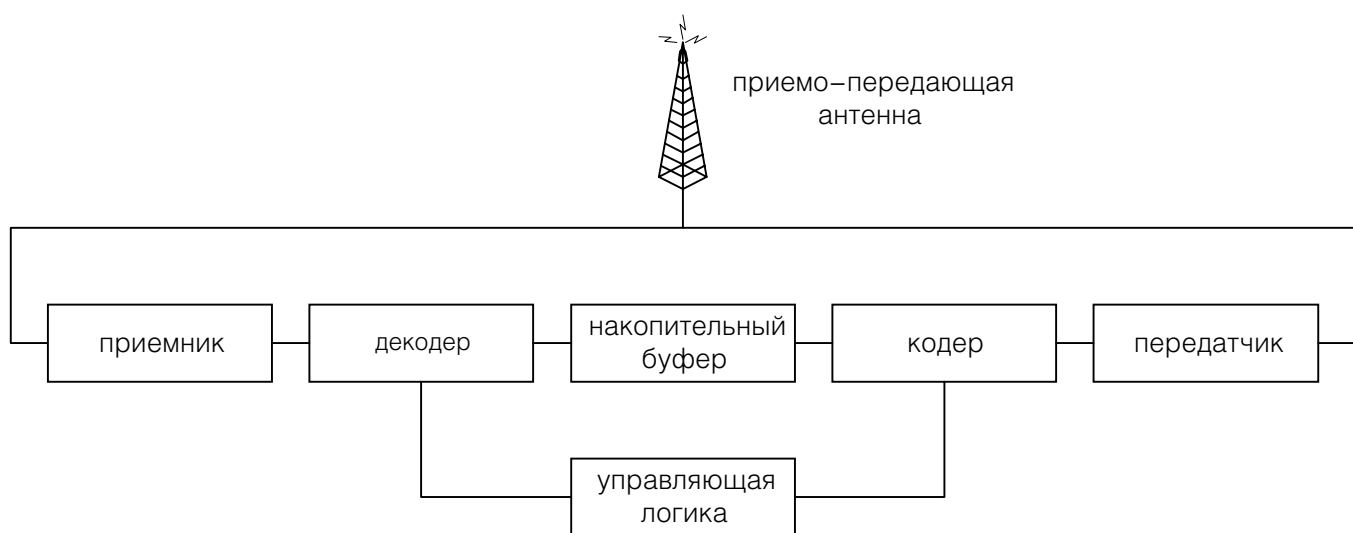 приемо–передающая
антенна
приемник
декодер
накопительный
буфер
кодер
передатчик
управляющая
логика